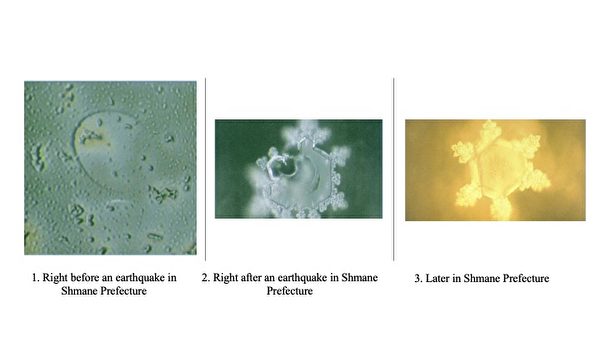 1. Right before an earthquake in
Shmane Prefecture
2. Right after an earthquake in Shmane
Prefecture
3. Later in Shmane Prefecture